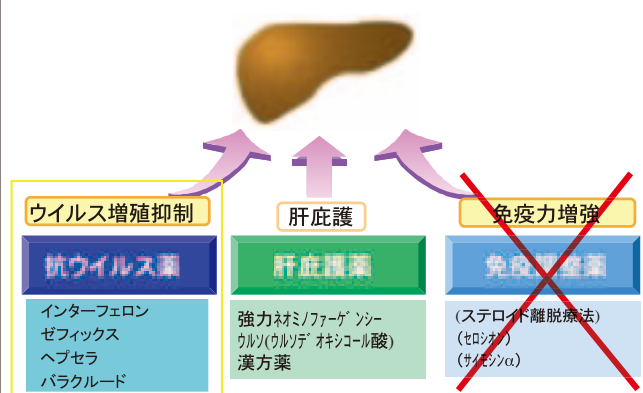 ウイルス増殖抑制
肝庇護
免疫力増強
抗ウイルス薬
肝庇護薬
免疫調整薬
インターフェロン
ゼフィックス
ヘプセラ
バラクルード
強力ネオミノファーゲンシー
ウルソ(ウルソデオキシコール酸)
漢方薬
(ステロイド離脱療法)
(セロシオン)
(サイモシンα)